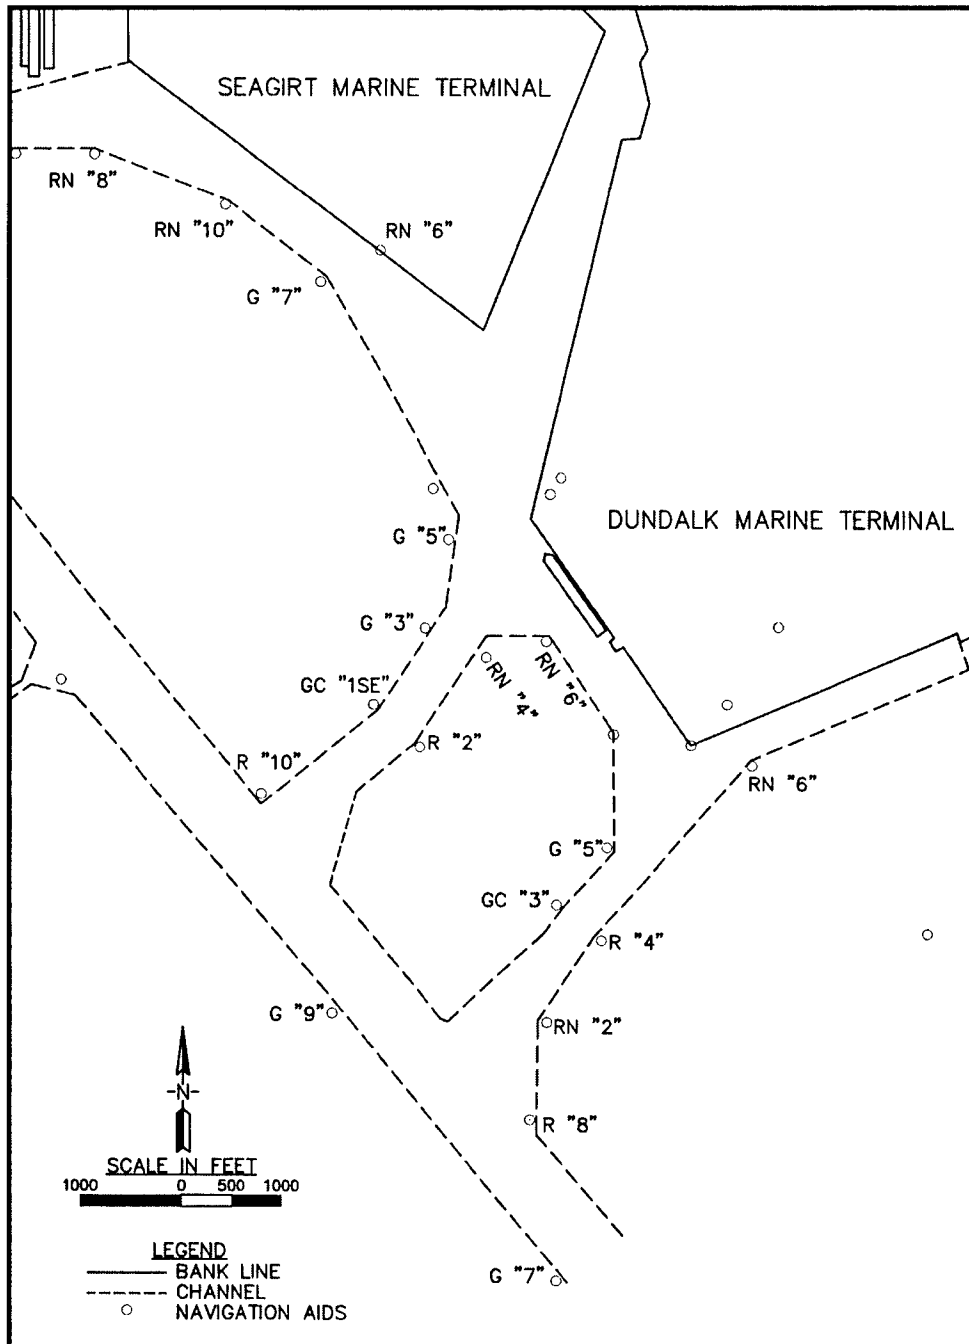 SEAGIRT MARINE TERMINAL
RN "8"
RN "10"
RN "6"
G "7"
G "5"
DUNDALK MARINE TERMINAL
G "3"
GC "1SE"
RN "4"
RN "6"
R "2"
R "10"
RN "6"
G "5"
GC "3"
R "4"
G "9"
RN "2"
N
R "8"
SCALE IN FEET
1000 0 500 1000
LEGEND
BANK LINE
CHANNEL
NAVIGATION AIDS
G "7"